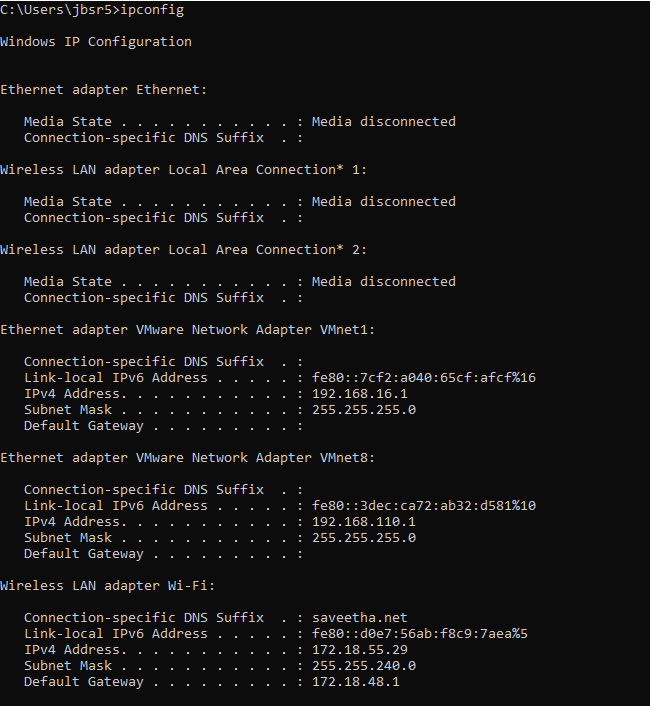 C:\Users\jbsr5>ipconfig
Windows IP Configuration
Ethernet adapter Ethernet:
Media State . . . . . . . . . . . : Media disconnected
Connection-specific DNS Suffix  . :
Wireless LAN adapter Local Area Connection* 1:
Media State . . . . . . . . . . . : Media disconnected
Connection-specific DNS Suffix  . :
Wireless LAN adapter Local Area Connection* 2:
Media State . . . . . . . . . . . : Media disconnected
Connection-specific DNS Suffix  . :
Ethernet adapter VMware Network Adapter VMnet1:
Connection-specific DNS Suffix  . :
Link-local IPv6 Address . . . . . : fe80::7cf2:a040:65cf:afcf%16
IPv4 Address. . . . . . . . . . . : 192.168.16.1
Subnet Mask . . . . . . . . . . . : 255.255.255.0
Default Gateway . . . . . . . . . :
Ethernet adapter VMware Network Adapter VMnet8:
Connection-specific DNS Suffix  . :
Link-local IPv6 Address . . . . . : fe80::3dec:ca72:ab32:d581%10
IPv4 Address. . . . . . . . . . . : 192.168.110.1
Subnet Mask . . . . . . . . . . . : 255.255.255.0
Default Gateway . . . . . . . . . :
Wireless LAN adapter Wi-Fi:
Connection-specific DNS Suffix  . : saveetha.net
Link-local IPv6 Address . . . . . : fe80::d0e7:56ab:f8c9:7aea%5
IPv4 Address. . . . . . . . . . . : 172.18.55.29
Subnet Mask . . . . . . . . . . . : 255.255.240.0
Default Gateway . . . . . . . . . : 172.18.48.1